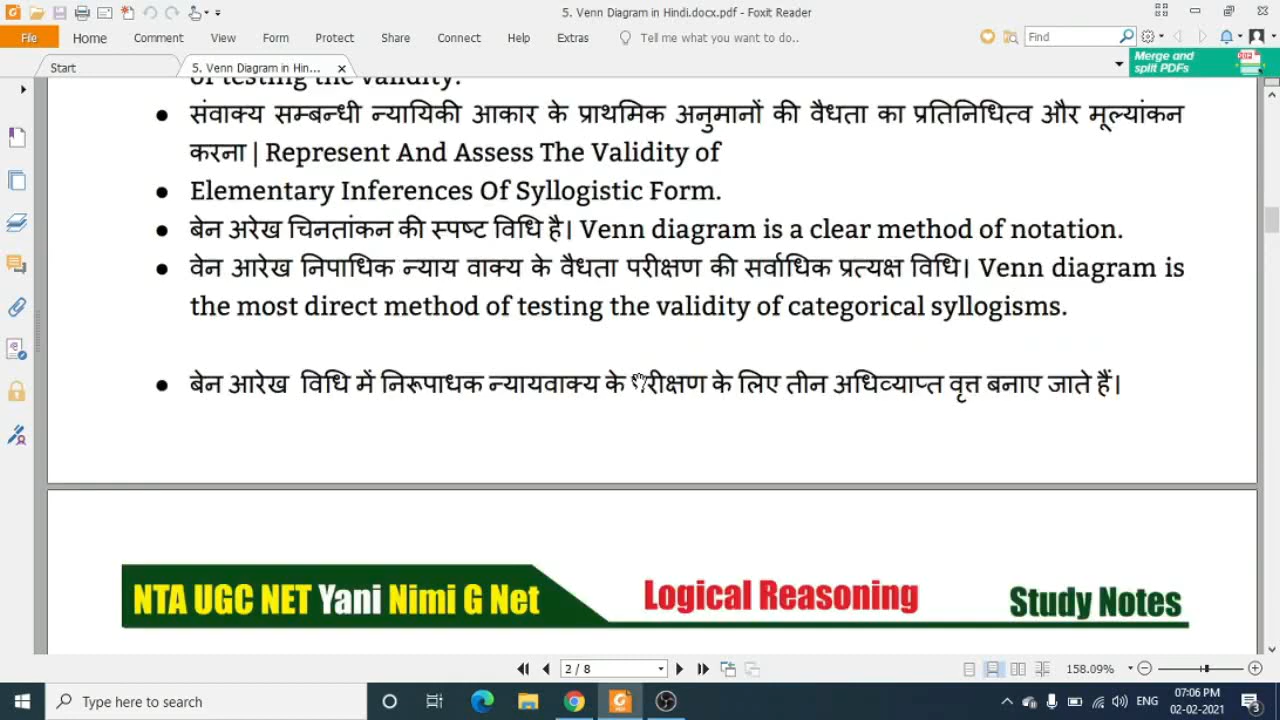 5. Venn Diagram in Hindi.docx.pdf - Foxit Reader
File Home Comment View Form Protect Share Connect Help Extras Tell me what you want to do.. Find
Start 5. Venn Diagram in Hin... Merge and
split PDFs
of testing the validity.
● संवाक्य सम्बन्धी न्यायिकी आकार के प्राथमिक अनुमानों की वैधता का प्रतिनिधित्व और मूल्यांकन
करना | Represent And Assess The Validity of
● Elementary Inferences Of Syllogistic Form.
● बेन अरेख चिनतांकन की स्पष्ट विधि है। Venn diagram is a clear method of notation.
● वेन आरेख निपाधिक न्याय वाक्य के वैधता परीक्षण की सर्वाधिक प्रत्यक्ष विधि। Venn diagram is
the most direct method of testing the validity of categorical syllogisms.
● बेन आरेख विधि में निरूपाधक न्यायवाक्य के परीक्षण के लिए तीन अधिव्याप्त वृत्त बनाए जाते हैं।
NTA UGC NET Yani Nimi G Net Logical Reasoning Study Notes
2 / 8 158.09%
Type here to search ENG 07:06 PM
02-02-2021 3